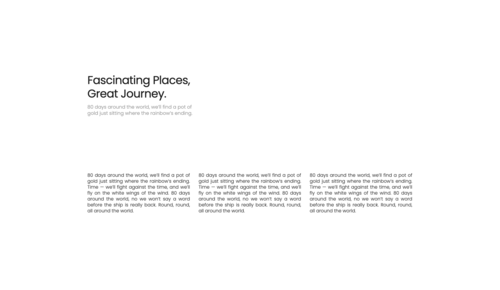 Fascinating Places,
Great Journey.
80 days around the world, we'll find a pot of
gold just sitting where the rainbow's ending.
80 days around the world, we'll find a pot of
gold just sitting where the rainbow's ending.
Time — we'll fight against the time, and we'll
fly on the white wings of the wind. 80 days
around the world, no we won't say a word
before the ship is really back. Round, round,
all around the world.
80 days around the world, we'll find a pot of
gold just sitting where the rainbow's ending.
Time — we'll fight against the time, and we'll
fly on the white wings of the wind. 80 days
around the world, no we won't say a word
before the ship is really back. Round, round,
all around the world.
80 days around the world, we'll find a pot of
gold just sitting where the rainbow's ending.
Time — we'll fight against the time, and we'll
fly on the white wings of the wind. 80 days
around the world, no we won't say a word
before the ship is really back. Round, round,
all around the world.